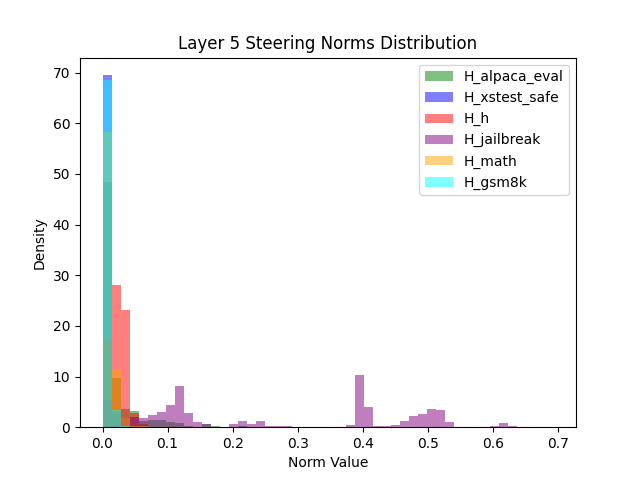 Layer 5 Steering Norms Distribution
H_alpaca_eval
H_xstest_safe
H_h
H_jailbreak
H_math
H_gsm8k
Density
70
60
50
40
30
20
10
0
0.0 0.1 0.2 0.3 0.4 0.5 0.6 0.7
Norm Value